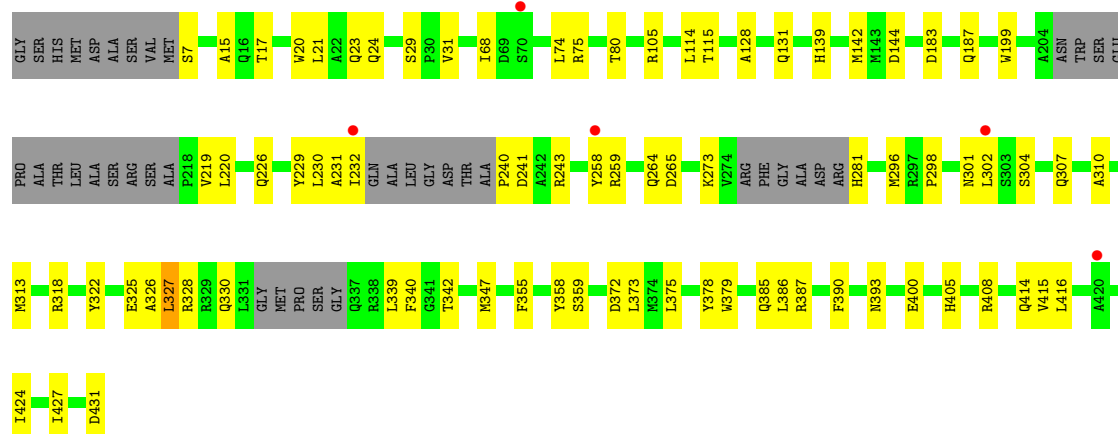 GLY SER HIS MET ASP ALA SER VAL MET S7 A15 Q16 T17 W20 L21 A22 Q23 Q24 S29 P30 V31 I68 D69 S70 L74 R75 T80 R105 L114 T115 A128 Q131 H139 M142 M143 D144 D183 Q187 W199 A204 ASN TRP SER GLU
PRO ALA THR LEU ALA SER ARG SER ALA P218 V219 L220 Q226 Y229 L230 A231 I232 GLN ALA LEU GLY ASP THR ALA P240 D241 A242 R243 Y258 R259 Q264 D265 K273 V274 ARG PHE GLY ALA ASP ARG H281 M296 R297 P298 N301 L302 S303 S304 Q307 A310
M313 R318 Y322 E325 A326 L327 R328 R329 Q330 L331 GLY MET PRO SER GLY Q337 R338 L339 F340 G341 T342 M347 F355 Y358 S359 D372 L373 M374 L375 Y378 W379 Q385 L386 R387 F390 N393 E400 H405 R408 Q414 V415 L416 A420
I424 I427 D431